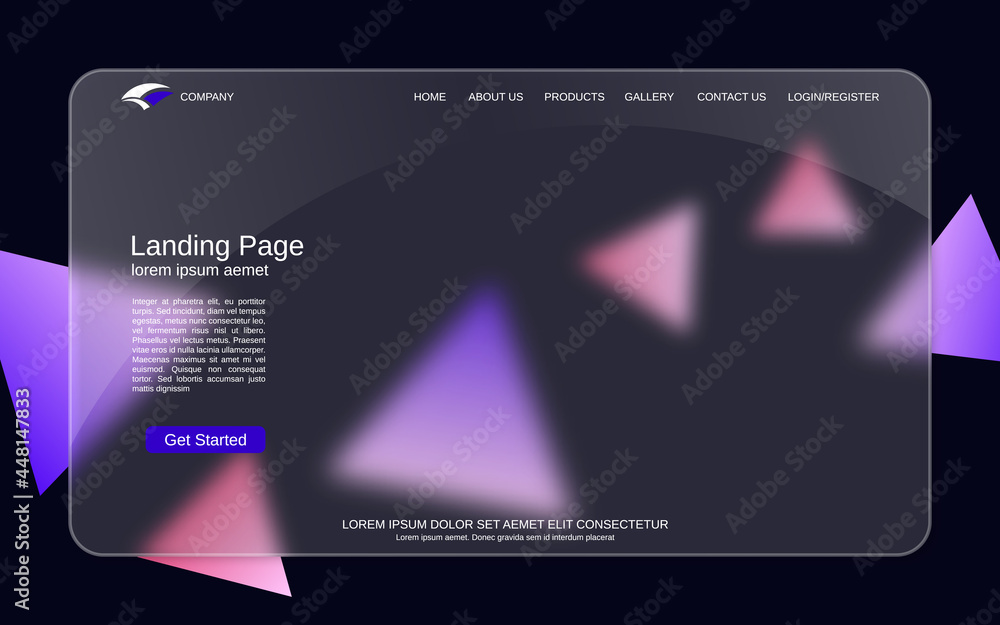 COMPANY HOME ABOUT US PRODUCTS GALLERY CONTACT US LOGIN/REGISTER
Landing Page
lorem ipsum aemet
Integer at pharetra elit, eu porttitor
turpis. Sed tincidunt, diam vel tempus
egestas, metus nunc consectetur leo,
vel fermentum risus nisl ut libero.
Phasellus vel lectus metus. Praesent
vitae eros id nulla lacinia ullamcorper.
Maecenas maximus sit amet mi vel
euismod. Quisque non consequat
tortor. Sed lobortis accumsan justo
mattis dignissim
Get Started
LOREM IPSUM DOLOR SET AEMET ELIT CONSECTETUR
Lorem ipsum aemet. Donec gravida sem id interdum placerat
Adobe Stock | #448147833